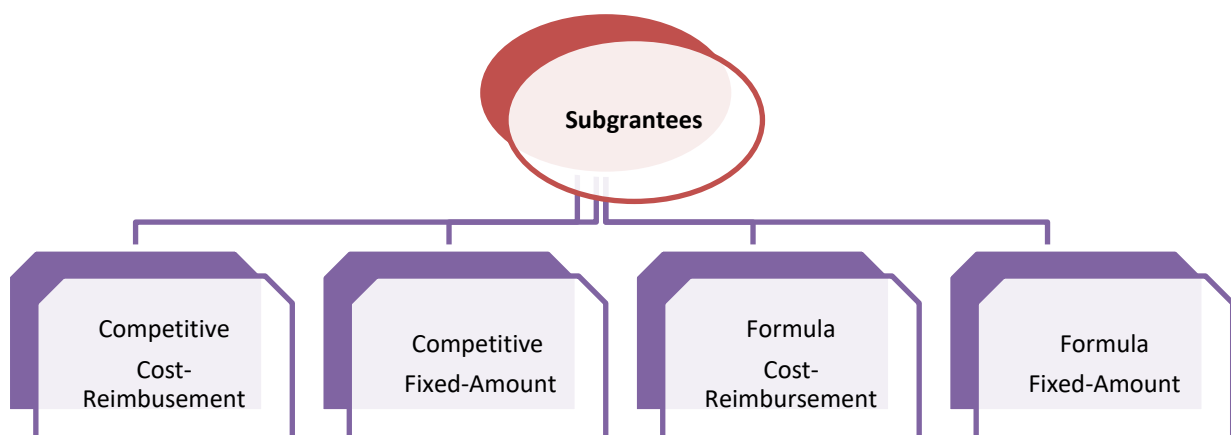 Subgrantees
Competitive
Cost-
Reimbusement
Competitive
Fixed-Amount
Formula
Cost-
Reimbursement
Formula
Fixed-Amount